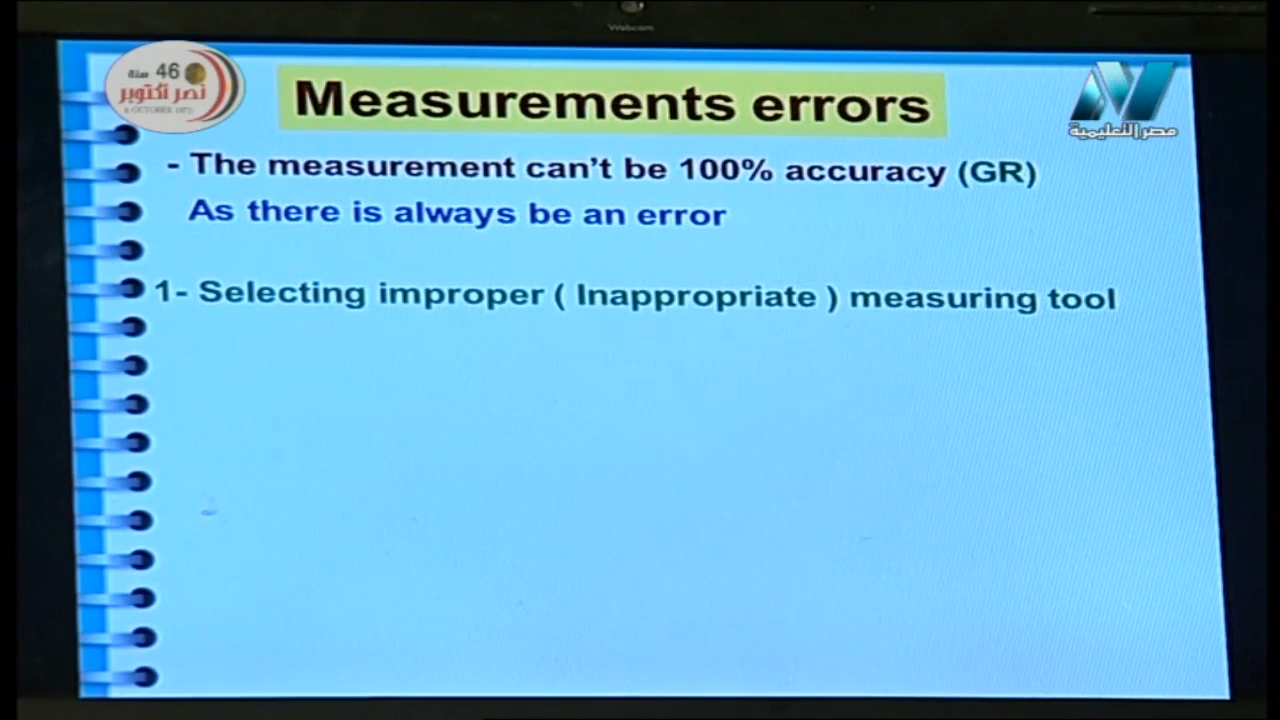 Webcam
46 سنة
نصر أكتوبر
6 OCTOBER 1973
Measurements errors
مصر التعليمية
- The measurement can't be 100% accuracy (GR)
As there is always be an error
1- Selecting improper ( Inappropriate ) measuring tool